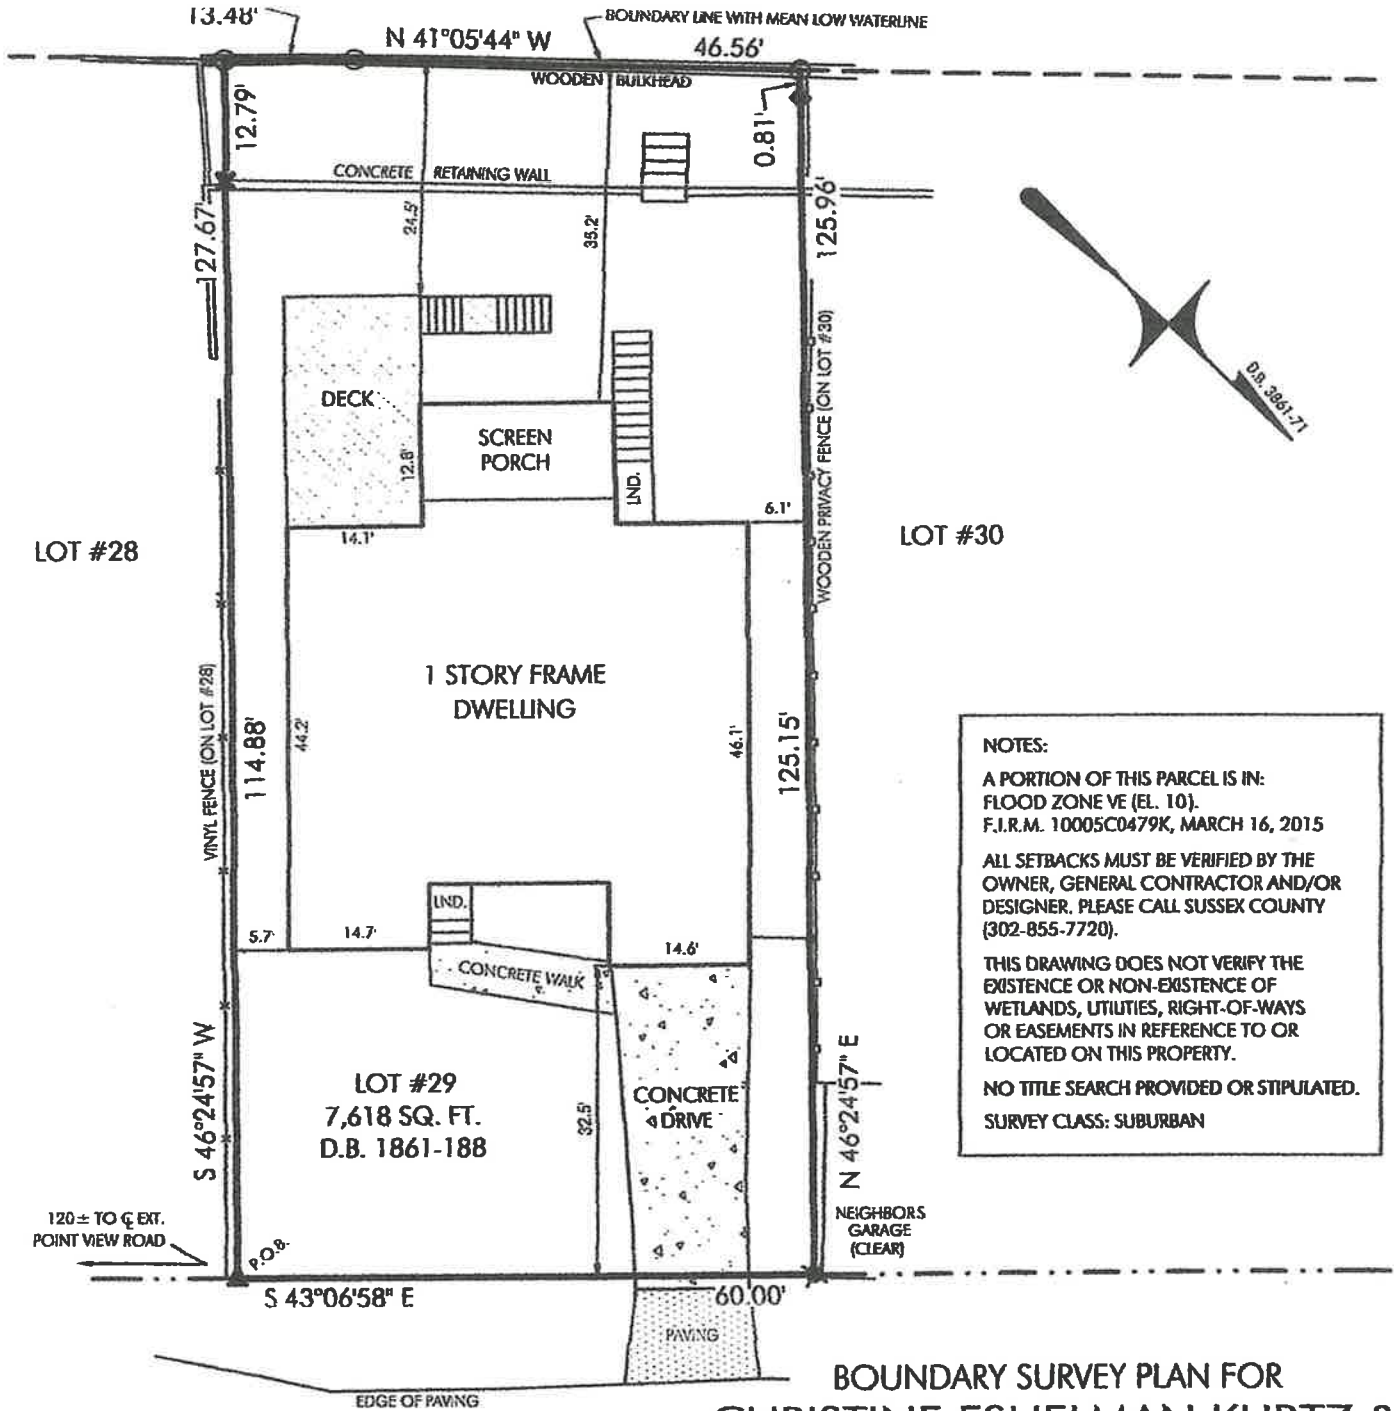 13.48'
BOUNDARY LINE WITH MEAN LOW WATERLINE
N 41°05'44" W
46.56'
WOODEN BULKHEAD
12.79'
0.81'
CONCRETE RETAINING WALL
127.67'
24.5'
35.2'
125.96'
D.B. 3861-71
DECK
SCREEN
PORCH
12.8'
LND.
WOODEN PRIVACY FENCE (ON LOT #30)
6.1'
14.1'
LOT #28
LOT #30
1 STORY FRAME
DWELLING
VINYL FENCE (ON LOT #28)
114.88'
44.2'
46.1'
125.15'
NOTES:
A PORTION OF THIS PARCEL IS IN:
FLOOD ZONE VE (EL. 10).
F.I.R.M. 10005C0479K, MARCH 16, 2015
ALL SETBACKS MUST BE VERIFIED BY THE
OWNER, GENERAL CONTRACTOR AND/OR
DESIGNER. PLEASE CALL SUSSEX COUNTY
(302-855-7720).
THIS DRAWING DOES NOT VERIFY THE
EXISTENCE OR NON-EXISTENCE OF
WETLANDS, UTILITIES, RIGHT-OF-WAYS
OR EASEMENTS IN REFERENCE TO OR
LOCATED ON THIS PROPERTY.
NO TITLE SEARCH PROVIDED OR STIPULATED.
SURVEY CLASS: SUBURBAN
LND.
5.7'
14.7'
14.6'
CONCRETE WALK
S 46°24'57" W
LOT #29
7,618 SQ. FT.
D.B. 1861-188
32.5'
CONCRETE
DRIVE
N 46°24'57" E
NEIGHBORS
GARAGE
(CLEAR)
120± TO ℄ EXT.
POINT VIEW ROAD
P.O.B.
S 43°06'58" E
60.00'
PAVING
EDGE OF PAVING
BOUNDARY SURVEY PLAN FOR
CHRISTINE ESHELMAN KURTZ &